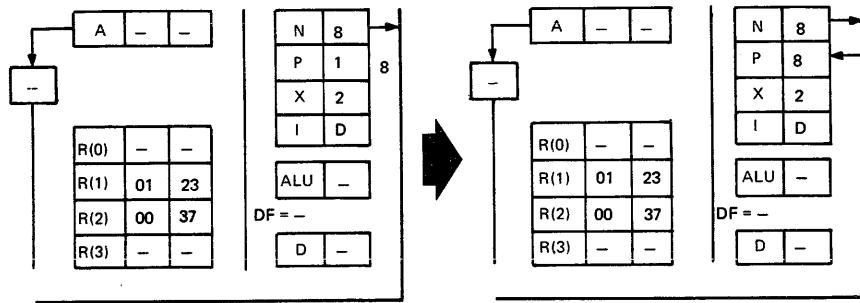 A – –
–
N 8
8
P 1
X 2
I D
R(0) – –
R(1) 01 23
R(2) 00 37
R(3) – –
ALU –
DF = –
D –
A – –
–
N 8
P 8
X 2
I D
R(0) – –
R(1) 01 23
R(2) 00 37
R(3) – –
ALU –
DF = –
D –